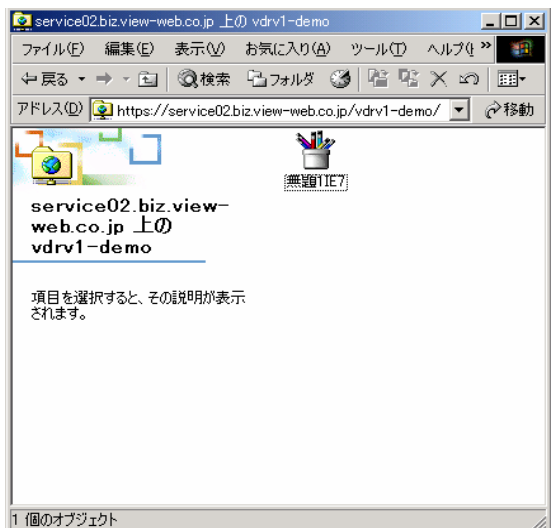 service02.biz.view-web.co.jp 上の vdrv1-demo
ファイル(F) 編集(E) 表示(V) お気に入り(A) ツール(T) ヘルプ(
戻る 検索 フォルダ
アドレス(D) https://service02.biz.view-web.co.jp/vdrv1-demo/ 移動
無題1IE7
service02.biz.view-
web.co.jp 上の
vdrv1-demo
項目を選択すると、その説明が表示
されます。
1 個のオブジェクト